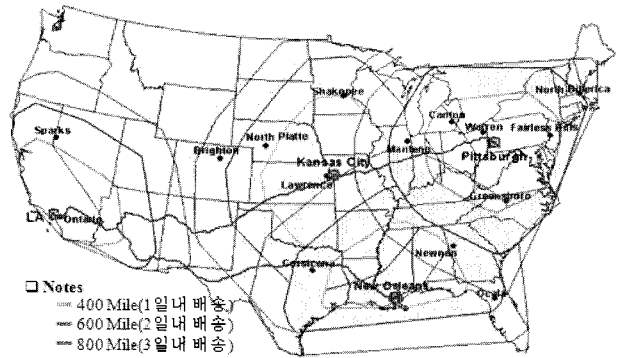 Shakopee
North America
Canton
Sparks
North Platte
Warren
Fairless Hills
Brighton
Manteno
Kansas City
Pittsburgh
Lawrence
Greensboro
LA
Ontario
Newnan
Corsicana
New Orleans
Ocala
❑ Notes
400 Mile(1일내 배송)
600 Mile(2일내 배송)
800 Mile(3일내 배송)